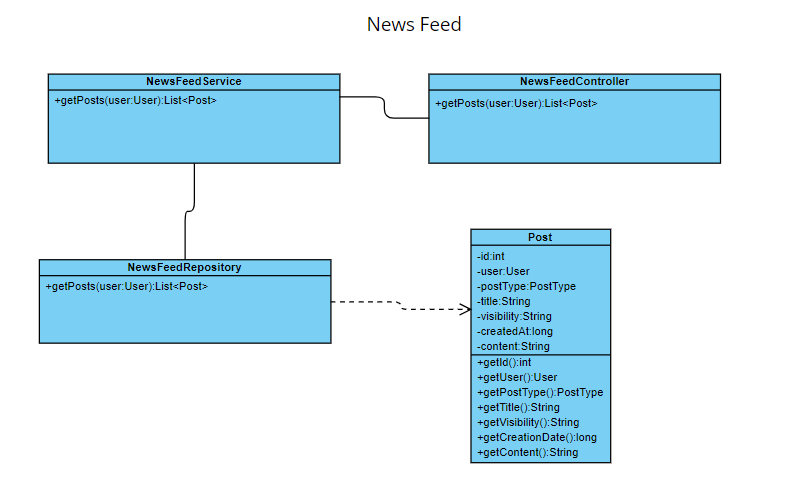 News Feed
NewsFeedService
+getPosts(user:User):List<Post>
NewsFeedController
+getPosts(user:User):List<Post>
NewsFeedRepository
+getPosts(user:User):List<Post>
Post
-id:int
-user:User
-postType:PostType
-title:String
-visibility:String
-createdAt:long
-content:String
+getId():int
+getUser():User
+getPostType():PostType
+getTitle():String
+getVisibility():String
+getCreationDate():long
+getContent():String